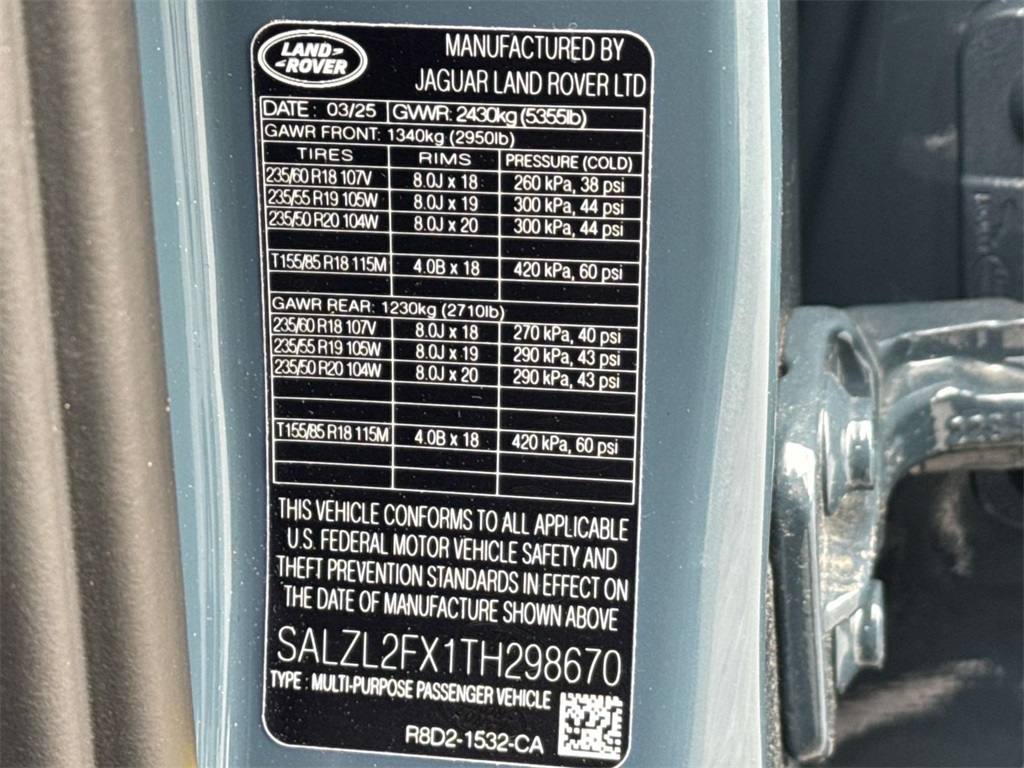 LAND ROVER
MANUFACTURED BY
JAGUAR LAND ROVER LTD
DATE : 03/25 GVWR: 2430kg (5355lb)
GAWR FRONT: 1340kg (2950lb)
TIRES RIMS PRESSURE (COLD)
235/60 R18 107V 8.0J x 18 260 kPa, 38 psi
235/55 R19 105W 8.0J x 19 300 kPa, 44 psi
235/50 R20 104W 8.0J x 20 300 kPa, 44 psi
T155/85 R18 115M 4.0B x 18 420 kPa, 60 psi
GAWR REAR: 1230kg (2710lb)
235/60 R18 107V 8.0J x 18 270 kPa, 40 psi
235/55 R19 105W 8.0J x 19 290 kPa, 43 psi
235/50 R20 104W 8.0J x 20 290 kPa, 43 psi
T155/85 R18 115M 4.0B x 18 420 kPa, 60 psi
THIS VEHICLE CONFORMS TO ALL APPLICABLE
U.S. FEDERAL MOTOR VEHICLE SAFETY AND
THEFT PREVENTION STANDARDS IN EFFECT ON
THE DATE OF MANUFACTURE SHOWN ABOVE
SALZL2FX1TH298670
TYPE : MULTI-PURPOSE PASSENGER VEHICLE
R8D2-1532-CA